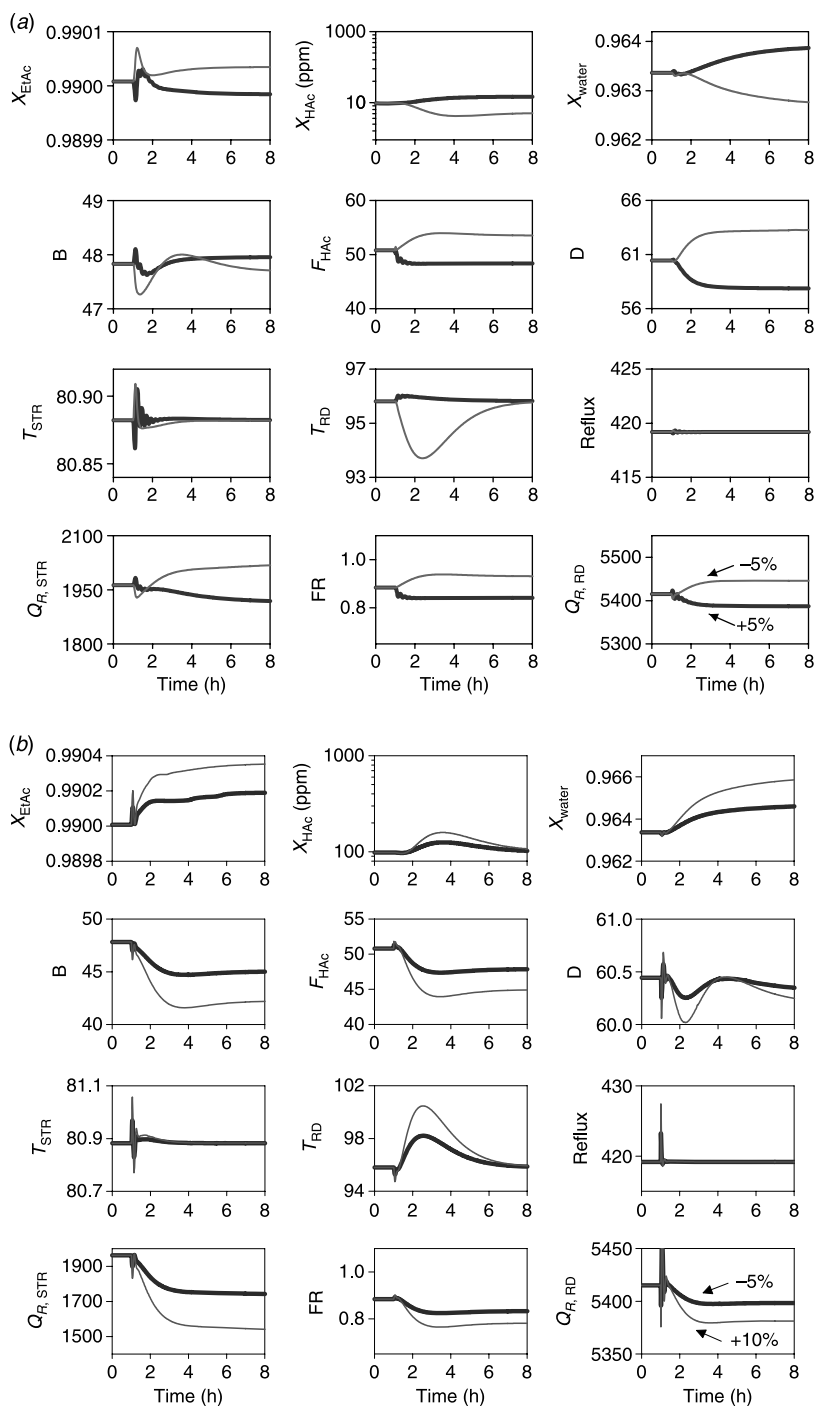 (a)
0.9901
0.9900
0.9899
X_EtAc
0 2 4 6 8
1000
10
X_HAc (ppm)
0 2 4 6 8
0.964
0.963
0.962
X_water
0 2 4 6 8
49
48
47
B
0 2 4 6 8
60
50
40
F_HAc
0 2 4 6 8
66
61
56
D
0 2 4 6 8
80.90
80.85
T_STR
0 2 4 6 8
96
95
93
T_RD
0 2 4 6 8
425
420
415
Reflux
0 2 4 6 8
2100
1950
1800
Q_R, STR
0 2 4 6 8
Time (h)
1.0
0.8
FR
0 2 4 6 8
Time (h)
5500
5400
5300
Q_R, RD
–5%
+5%
0 2 4 6 8
Time (h)
(b)
0.9904
0.9902
0.9900
0.9898
X_EtAc
0 2 4 6 8
1000
100
X_HAc (ppm)
0 2 4 6 8
0.966
0.964
0.962
X_water
0 2 4 6 8
50
45
40
B
0 2 4 6 8
55
50
45
40
F_HAc
0 2 4 6 8
61.0
60.5
60.0
D
0 2 4 6 8
81.1
80.9
80.7
T_STR
0 2 4 6 8
102
98
94
T_RD
0 2 4 6 8
430
420
Reflux
0 2 4 6 8
1900
1700
1500
Q_R, STR
0 2 4 6 8
Time (h)
1.0
0.8
FR
0 2 4 6 8
Time (h)
5450
5400
5350
Q_R, RD
–5%
+10%
0 2 4 6 8
Time (h)